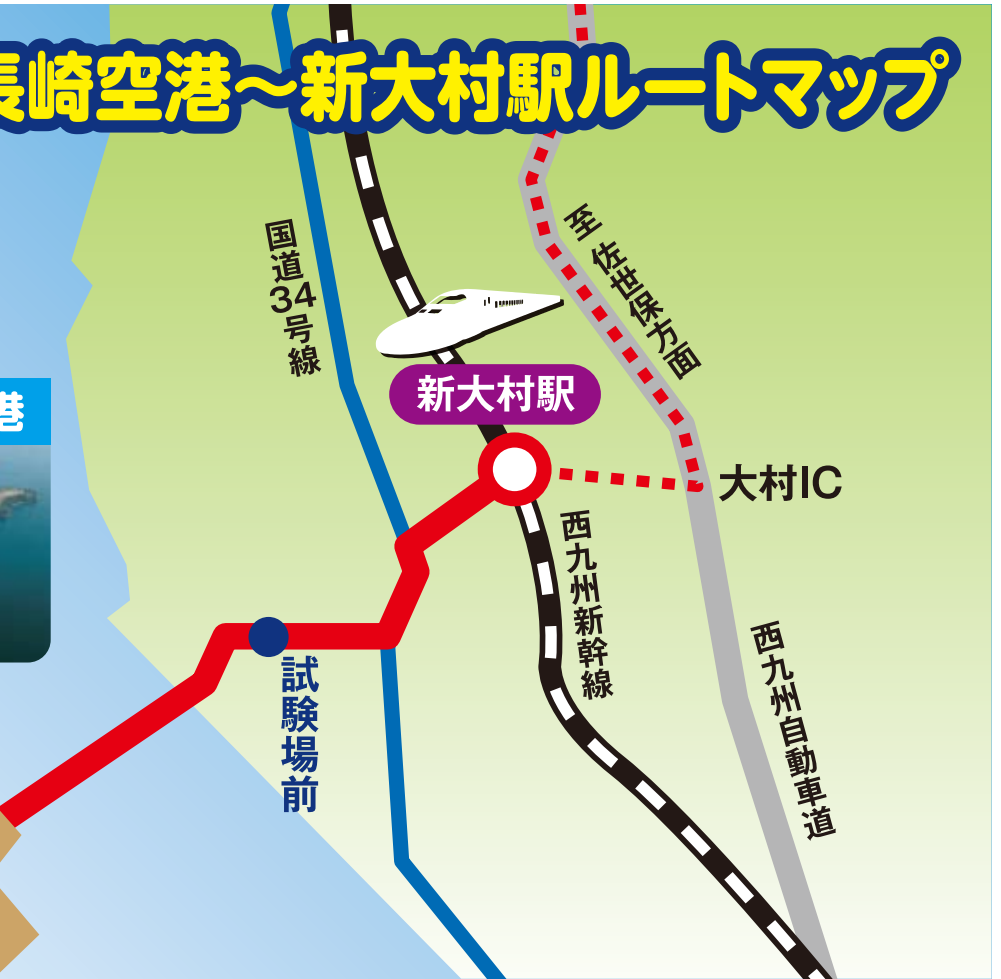 長崎空港～新大村駅ルートマップ
国道34号線
至 佐世保方面
港
新大村駅
大村IC
西九州新幹線
西九州自動車道
試験場前